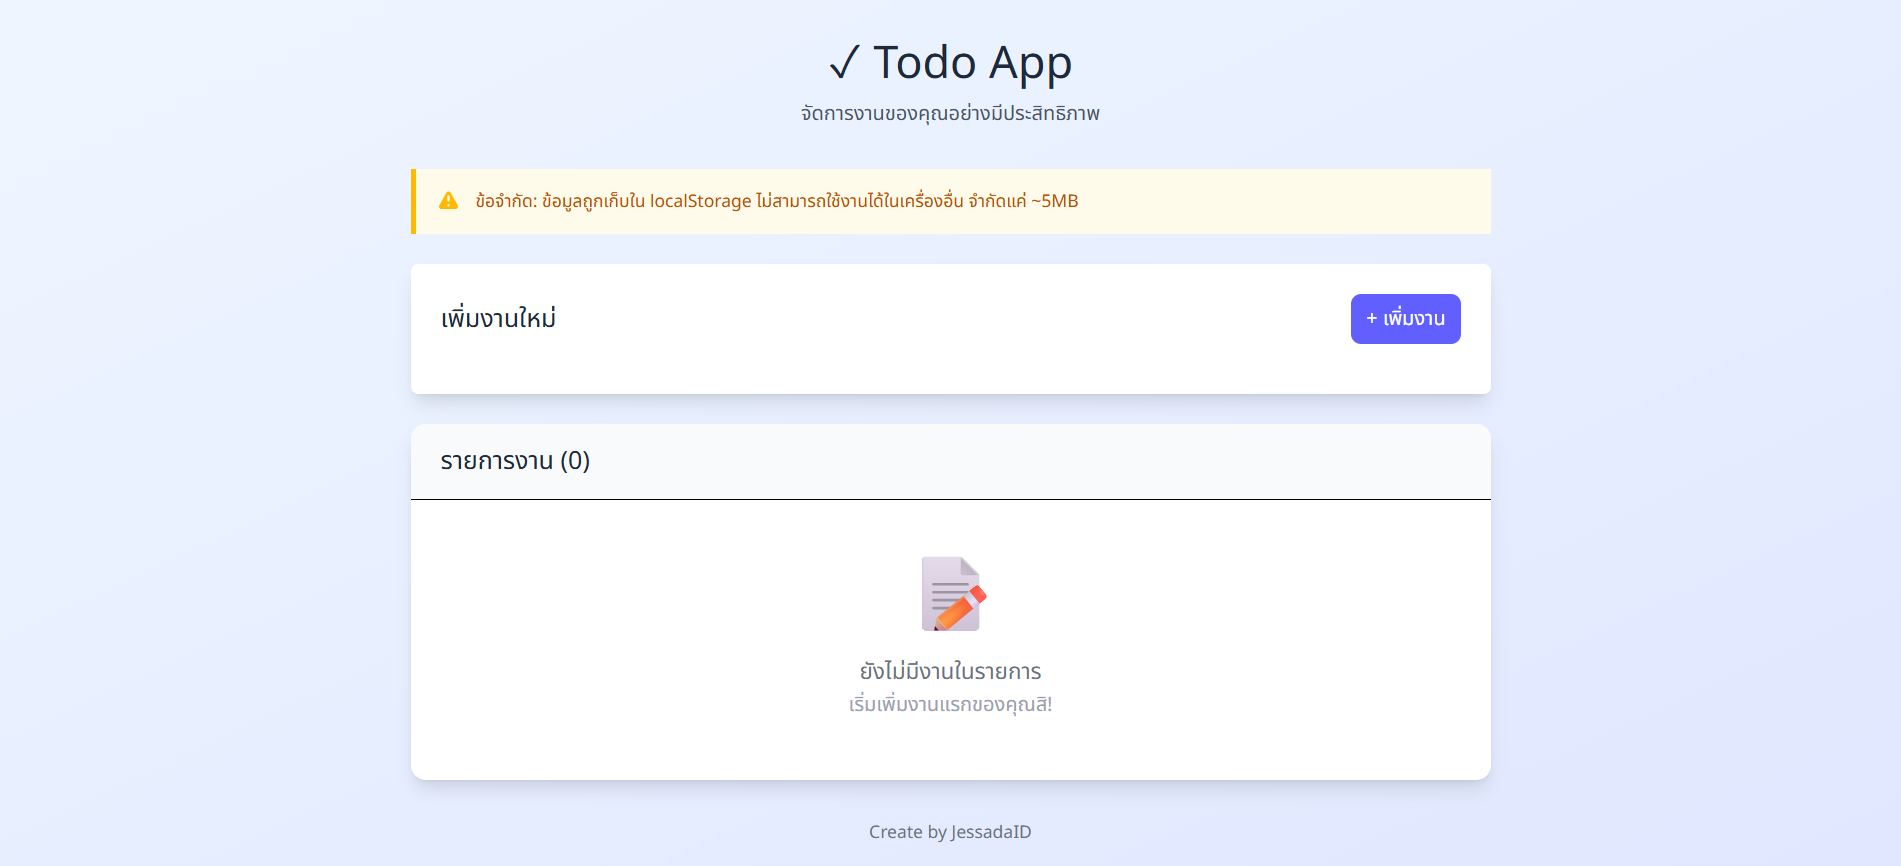 ✓ Todo App
จัดการงานของคุณอย่างมีประสิทธิภาพ
ข้อจำกัด: ข้อมูลถูกเก็บใน localStorage ไม่สามารถใช้งานได้ในเครื่องอื่น จำกัดแค่ ~5MB
เพิ่มงานใหม่
+ เพิ่มงาน
รายการงาน (0)
ยังไม่มีงานในรายการ
เริ่มเพิ่มงานแรกของคุณสิ!
Create by JessadaID